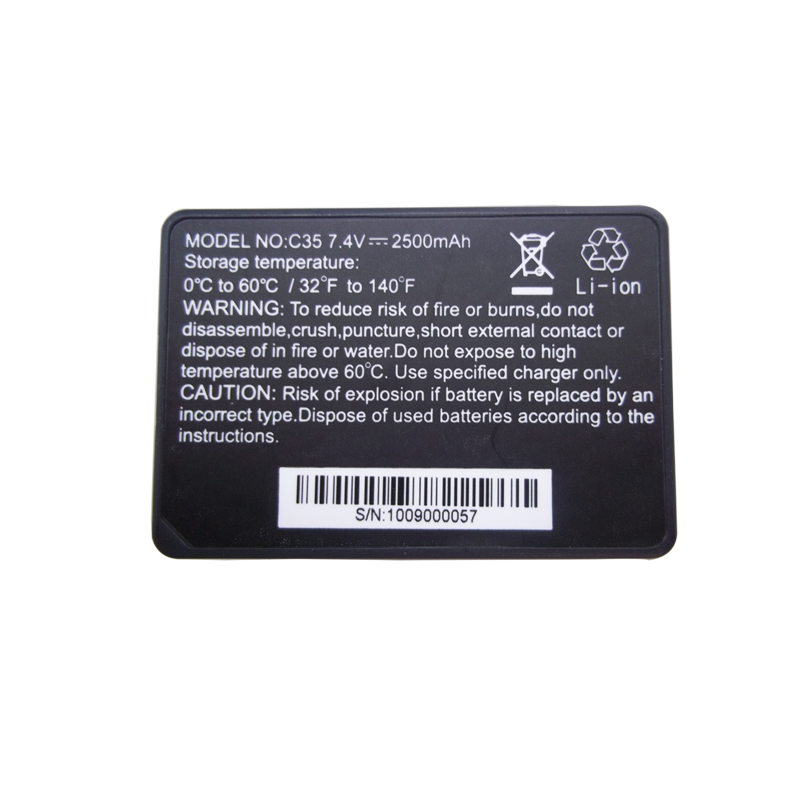 MODEL NO:C35 7.4V⎓2500mAh
Storage temperature:
0℃ to 60℃ / 32°F to 140°F
Li-ion
WARNING: To reduce risk of fire or burns,do not
disassemble,crush,puncture,short external contact or
dispose of in fire or water.Do not expose to high
temperature above 60℃. Use specified charger only.
CAUTION: Risk of explosion if battery is replaced by an
incorrect type.Dispose of used batteries according to the
instructions.
S/N:1009000057